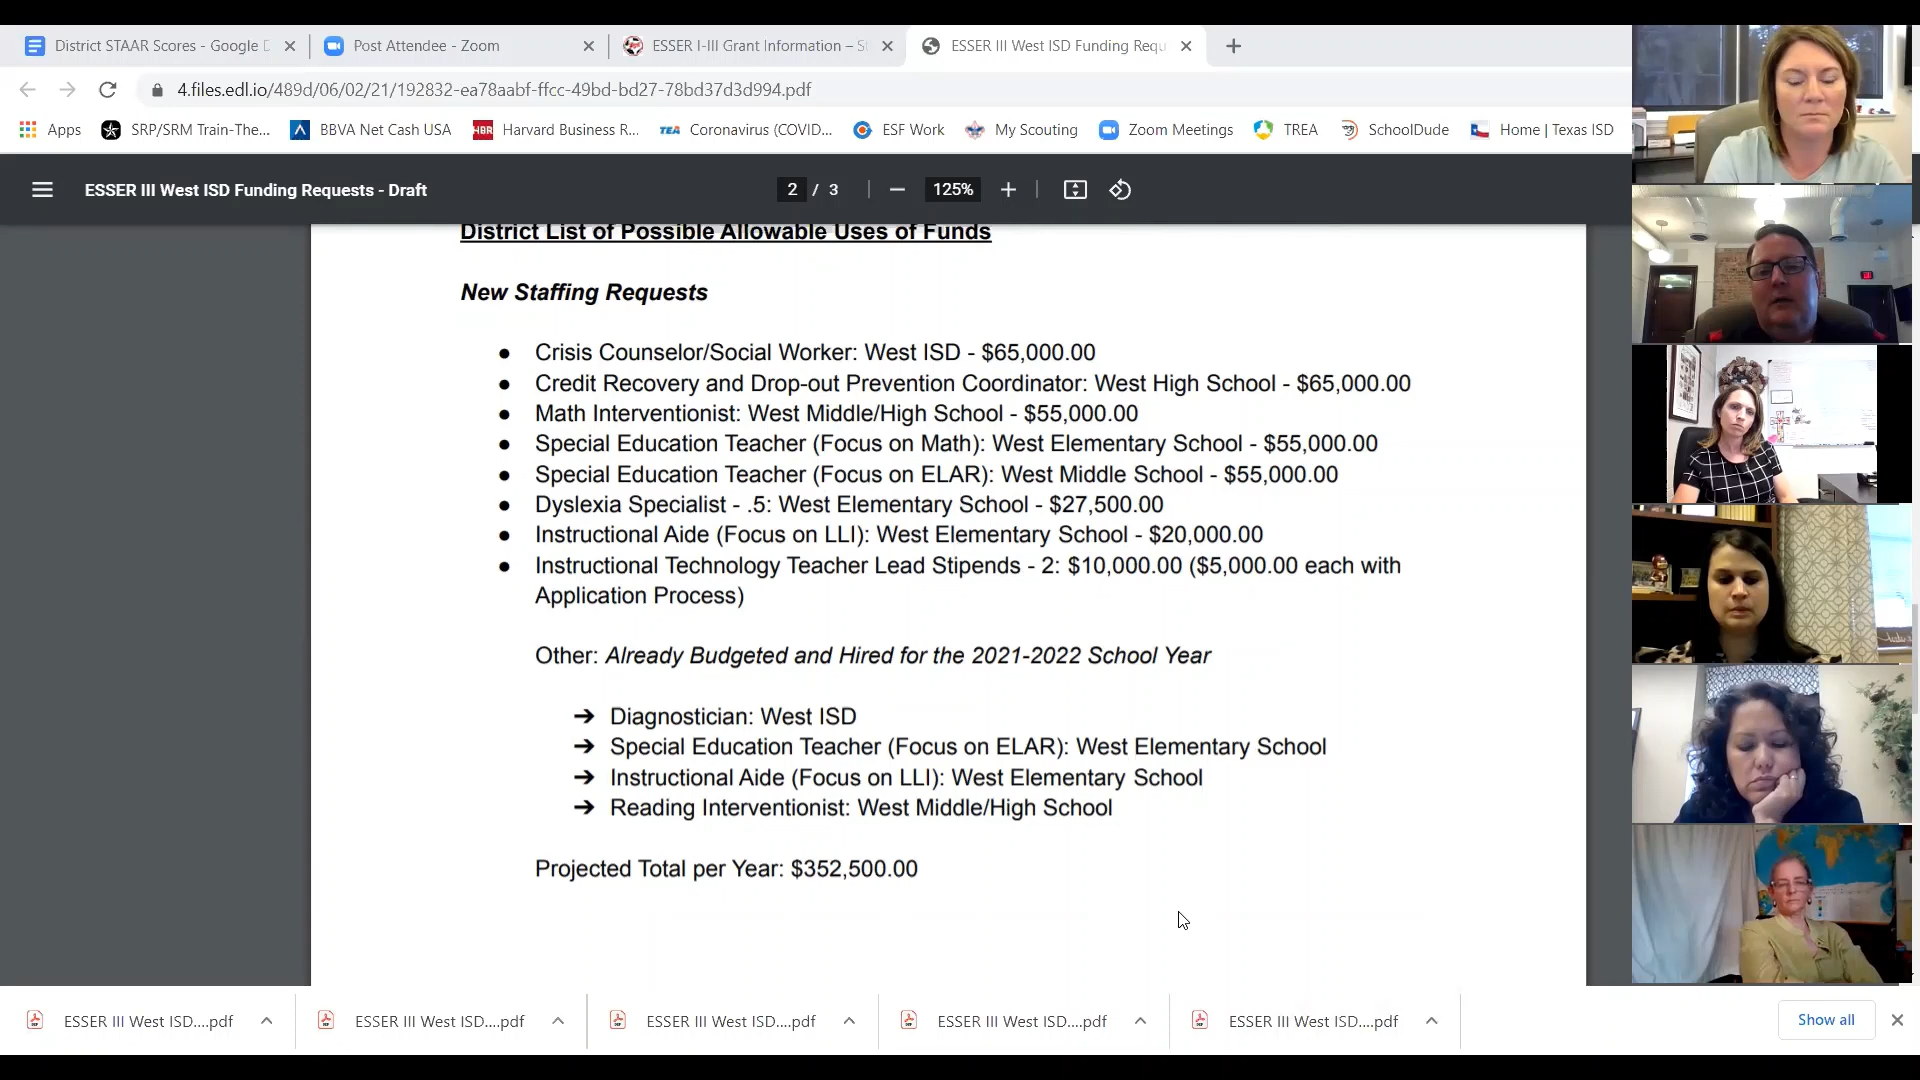 District STAAR Scores - Google D
Post Attendee - Zoom
ESSER I-III Grant Information – S
ESSER III West ISD Funding Requ
4.files.edl.io/489d/06/02/21/192832-ea78aabf-ffcc-49bd-bd27-78bd37d3d994.pdf
Apps
SRP/SRM Train-The...
BBVA Net Cash USA
HBR
Harvard Business R...
TEA
Coronavirus (COVID...
ESF Work
My Scouting
Zoom Meetings
TREA
SchoolDude
Home | Texas ISD
ESSER III West ISD Funding Requests - Draft
2 / 3
125%
District List of Possible Allowable Uses of Funds
New Staffing Requests
● Crisis Counselor/Social Worker: West ISD - $65,000.00
● Credit Recovery and Drop-out Prevention Coordinator: West High School - $65,000.00
● Math Interventionist: West Middle/High School - $55,000.00
● Special Education Teacher (Focus on Math): West Elementary School - $55,000.00
● Special Education Teacher (Focus on ELAR): West Middle School - $55,000.00
● Dyslexia Specialist - .5: West Elementary School - $27,500.00
● Instructional Aide (Focus on LLI): West Elementary School - $20,000.00
● Instructional Technology Teacher Lead Stipends - 2: $10,000.00 ($5,000.00 each with
Application Process)
Other: Already Budgeted and Hired for the 2021-2022 School Year
➔ Diagnostician: West ISD
➔ Special Education Teacher (Focus on ELAR): West Elementary School
➔ Instructional Aide (Focus on LLI): West Elementary School
➔ Reading Interventionist: West Middle/High School
Projected Total per Year: $352,500.00
ESSER III West ISD....pdf
ESSER III West ISD....pdf
ESSER III West ISD....pdf
ESSER III West ISD....pdf
ESSER III West ISD....pdf
Show all